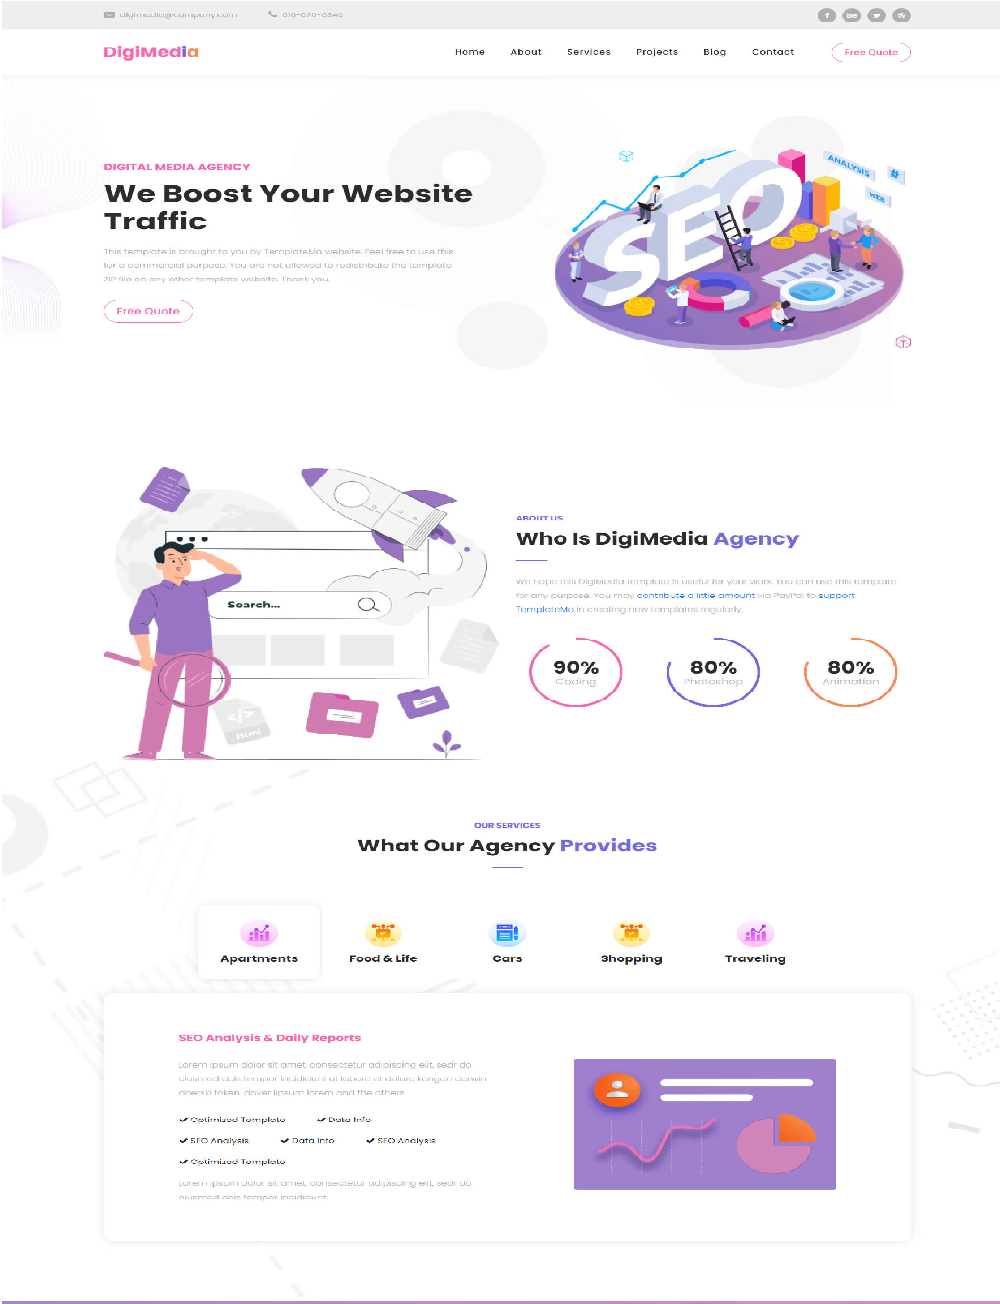 digimedia@company.com
010-020-0340
DigiMedia
Home About Services Projects Blog Contact Free Quote
DIGITAL MEDIA AGENCY
We Boost Your Website
Traffic
This template is brought to you by TemplateMo website. Feel free to use this
for a commercial purpose. You are not allowed to redistribute the template
ZIP file on any other template website. Thank you.
Free Quote
SEO
ANALYSIS
#
WEB
Search...
</>
Html
ABOUT US
Who Is DigiMedia Agency
We hope this DigiMedia template is useful for your work. You can use this template
for any purpose. You may contribute a little amount via PayPal to support
TemplateMo in creating new templates regularly.
90%
Coding
80%
Photoshop
80%
Animation
OUR SERVICES
What Our Agency Provides
Apartments
Food & Life
Cars
Shopping
Traveling
SEO Analysis & Daily Reports
Lorem ipsum dolor sit amet, consectetur adipiscing elit, sedr do
eiusmod deis tempor incididunt ut labore et dolore kengan darwin
doerski token. dover lipsum lorem and the others.
Optimized Template Data Info
SEO Analysis Data Info SEO Analysis
Optimized Template
Lorem ipsum dolor sit amet, consectetur adipiscing elit, sedr do
eiusmod deis tempor incididunt.